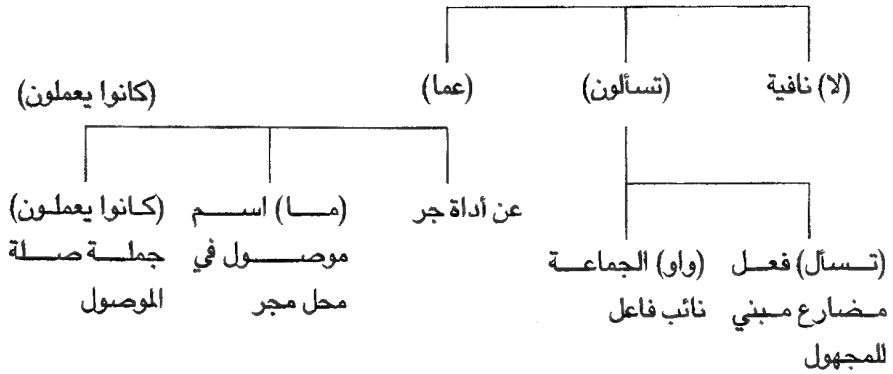 (لا) نافية
(تسألون)
(عما)
(كانوا يعملون)
(تسأل) فعل
مضارع مبني
للمجهول
(واو) الجماعة
نائب فاعل
عن أداة جر
(ما) اسم
موصول في
محل مجر
(كانوا يعملون)
جملة صلة
الموصول